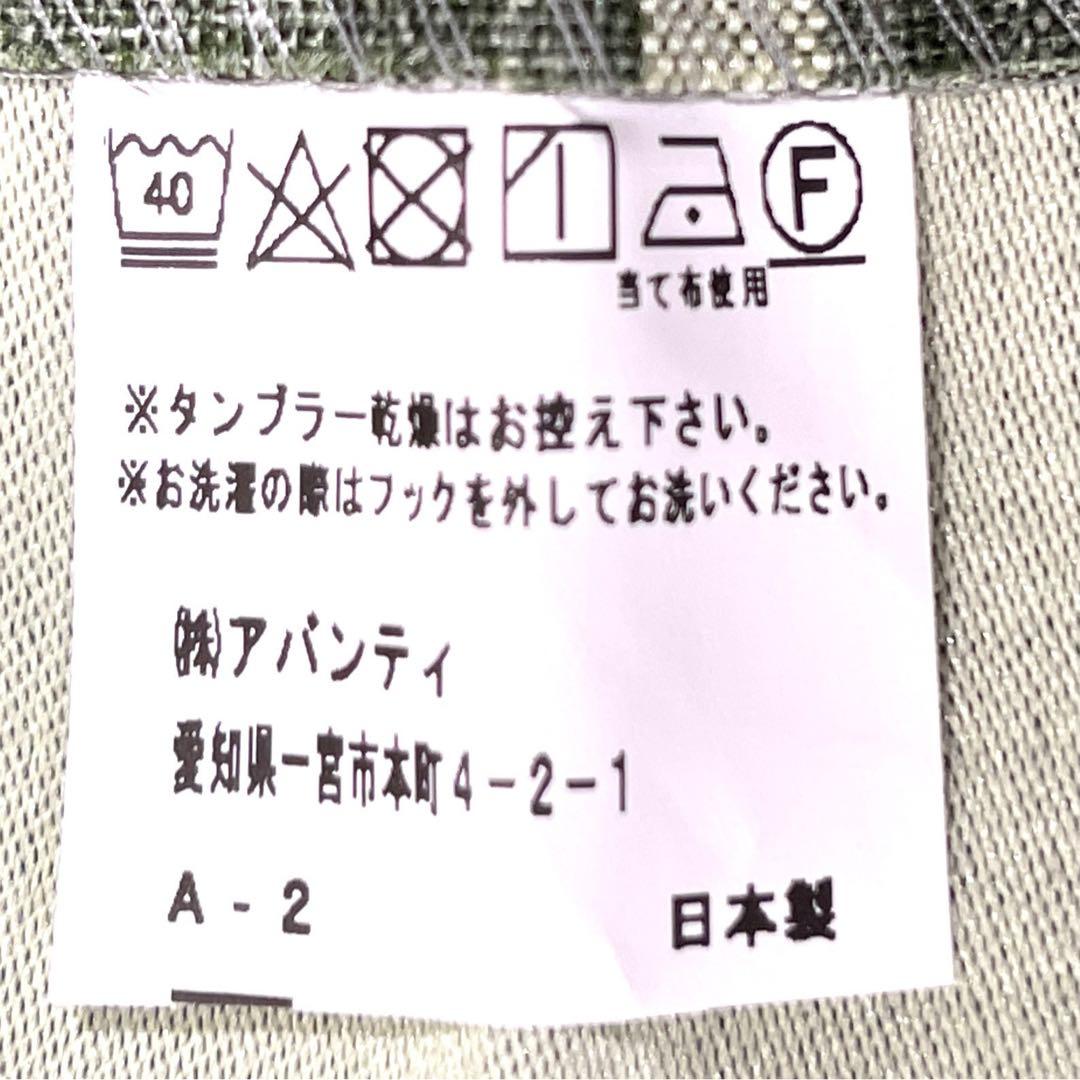 40 F
当て布使用
※タンブラー乾燥はお控え下さい。
※お洗濯の際はフックを外してお洗いください。
㈱アバンティ
愛知県一宮市本町4-2-1
A-2 日本製